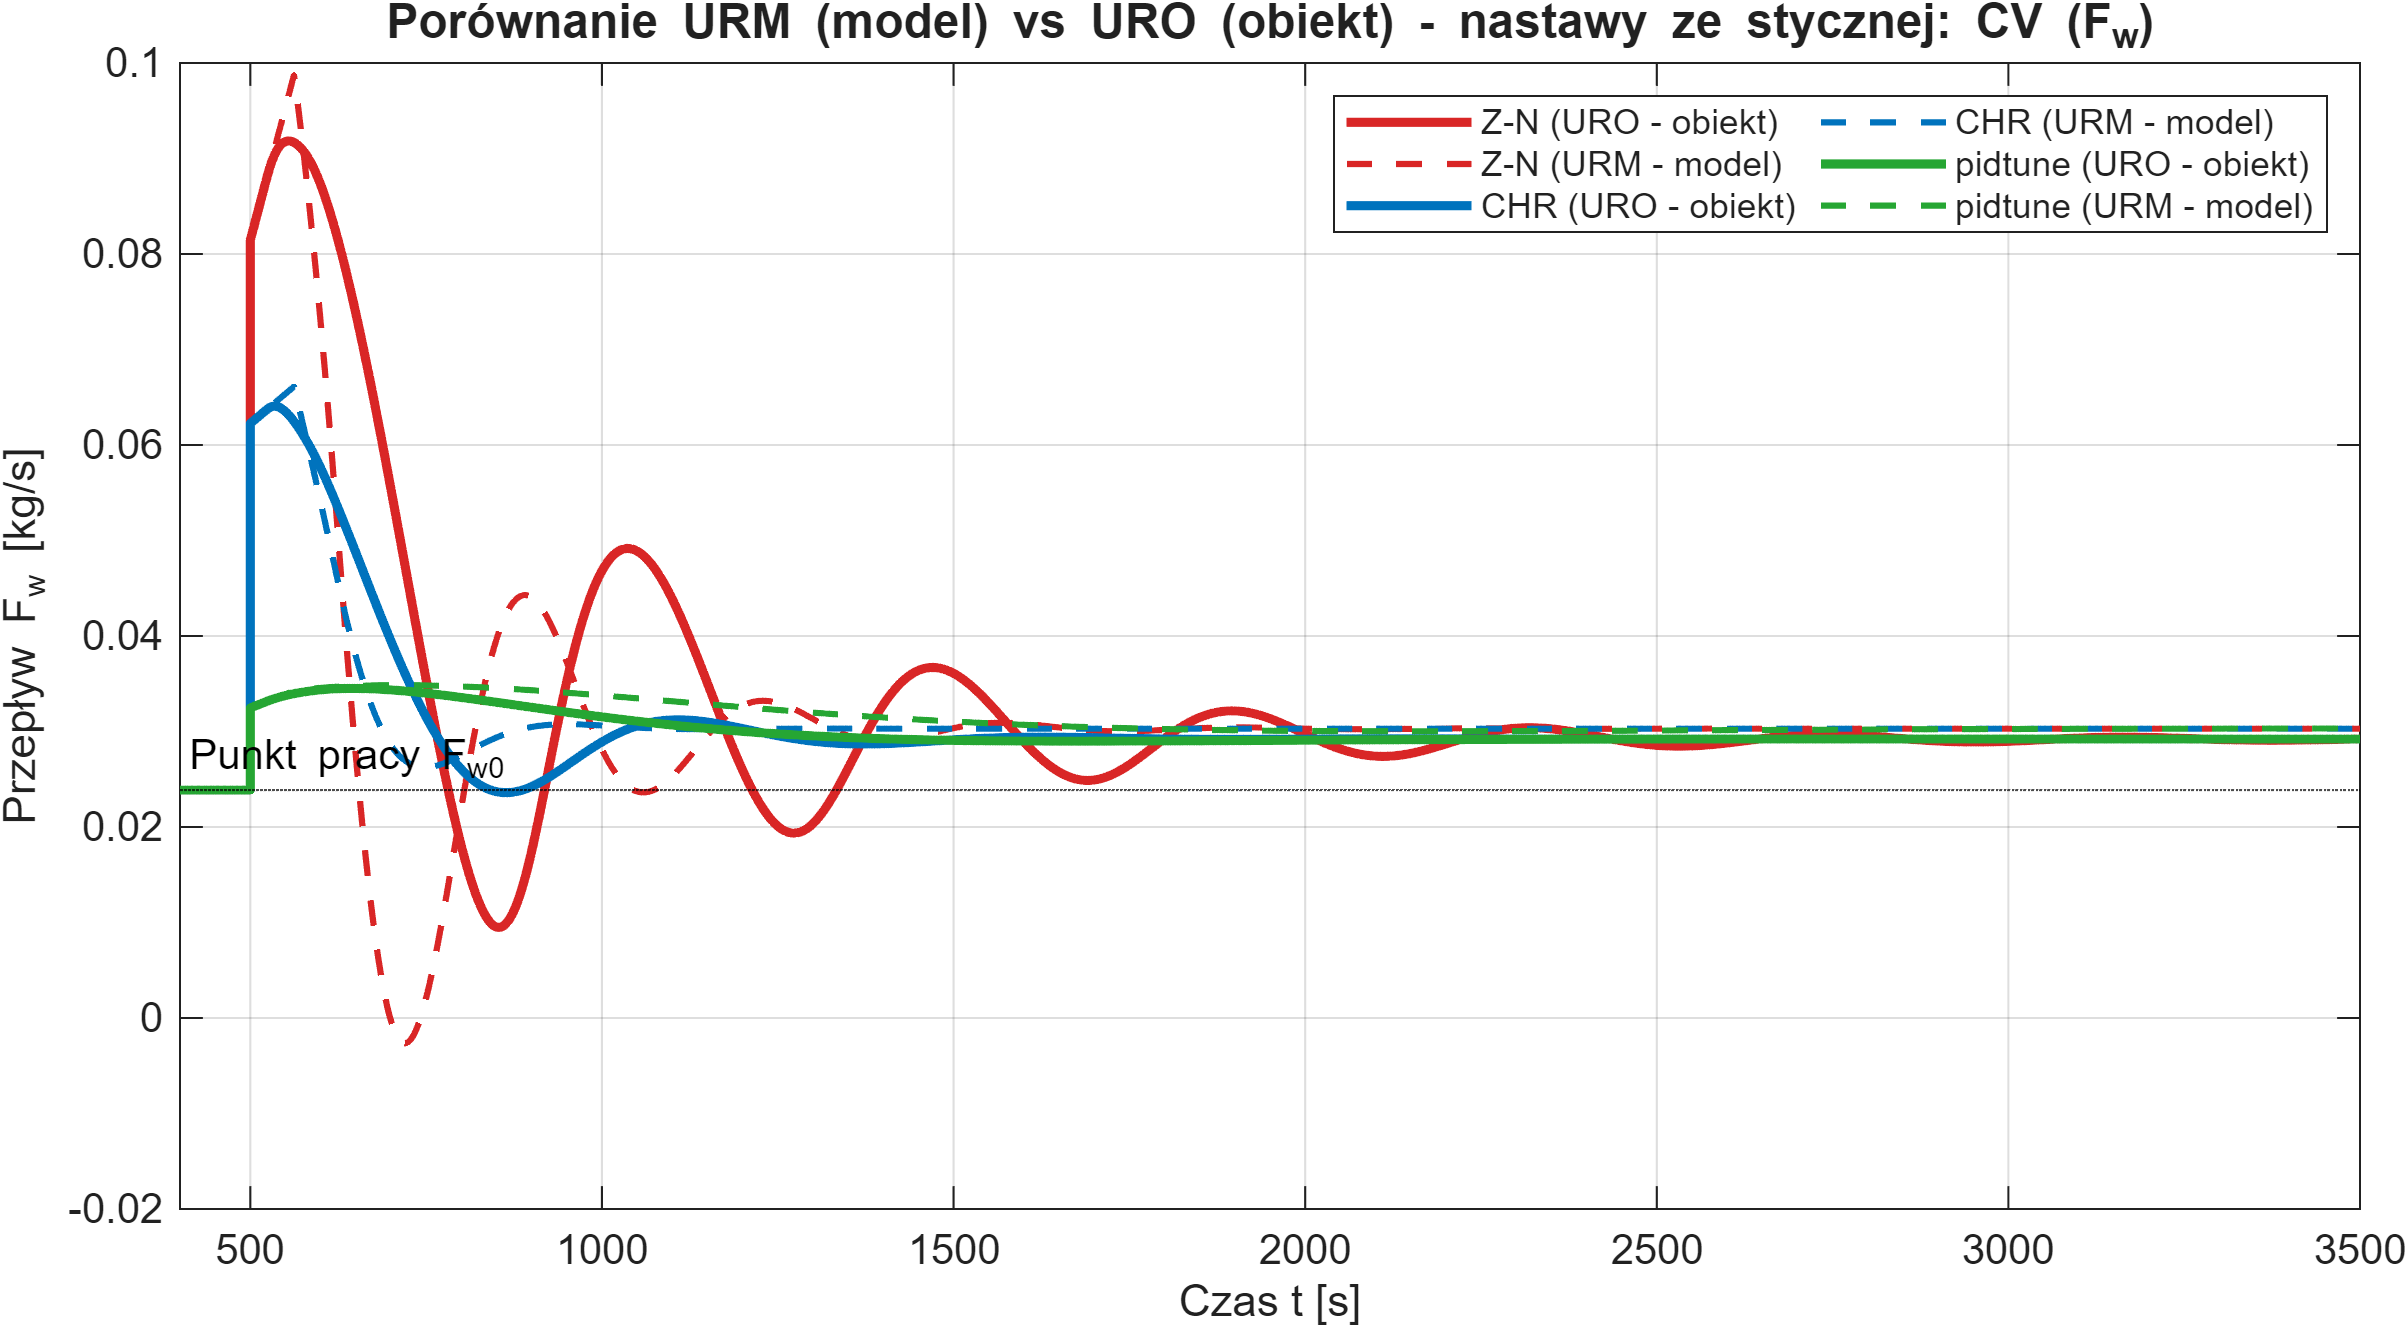 Porównanie URM (model) vs URO (obiekt) - nastawy ze stycznej: CV (Fw)
0.1
0.08
0.06
0.04
0.02
0
-0.02
Przepływ Fw [kg/s]
Z-N (URO - obiekt)
Z-N (URM - model)
CHR (URO - obiekt)
CHR (URM - model)
pidtune (URO - obiekt)
pidtune (URM - model)
Punkt pracy Fw0
500 1000 1500 2000 2500 3000 3500
Czas t [s]